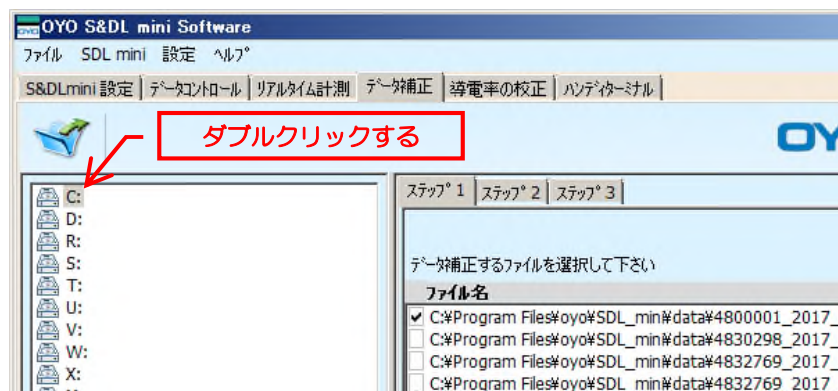 OYO S&DL mini Software
ファイル SDL mini 設定 ヘルプ
S&DLmini 設定 データコントロール リアルタイム計測 データ補正 導電率の校正 ハンディターミナル
ダブルクリックする
OY
C:
D:
R:
S:
T:
U:
V:
W:
X:
ステップ 1 ステップ 2 ステップ 3
データ補正するファイルを選択して下さい
ファイル名
C:¥Program Files¥oyo¥SDL_min¥data¥4800001_2017_
C:¥Program Files¥oyo¥SDL_min¥data¥4830298_2017_
C:¥Program Files¥oyo¥SDL_min¥data¥4832769_2017_
C:¥Program Files¥oyo¥SDL_min¥data¥4832769_2017_